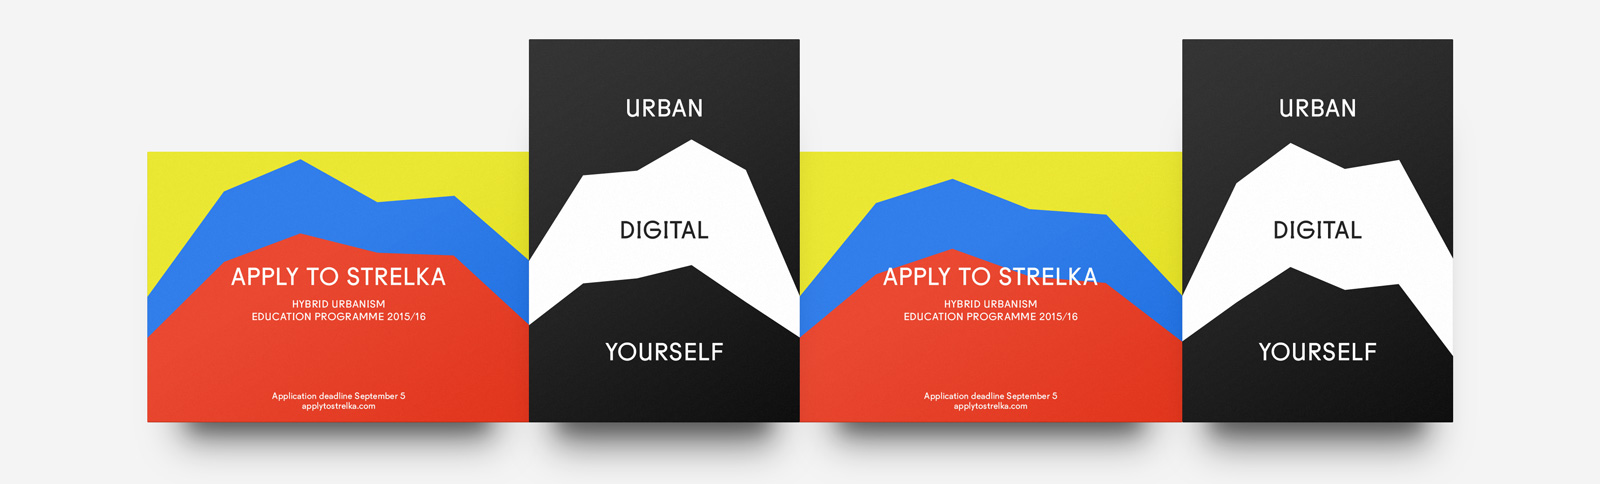 APPLY TO STRELKA
HYBRID URBANISM
EDUCATION PROGRAMME 2015/16
Application deadline September 5
applytostrelka.com
URBAN
DIGITAL
YOURSELF
APPLY TO STRELKA
HYBRID URBANISM
EDUCATION PROGRAMME 2015/16
Application deadline September 5
applytostrelka.com
URBAN
DIGITAL
YOURSELF